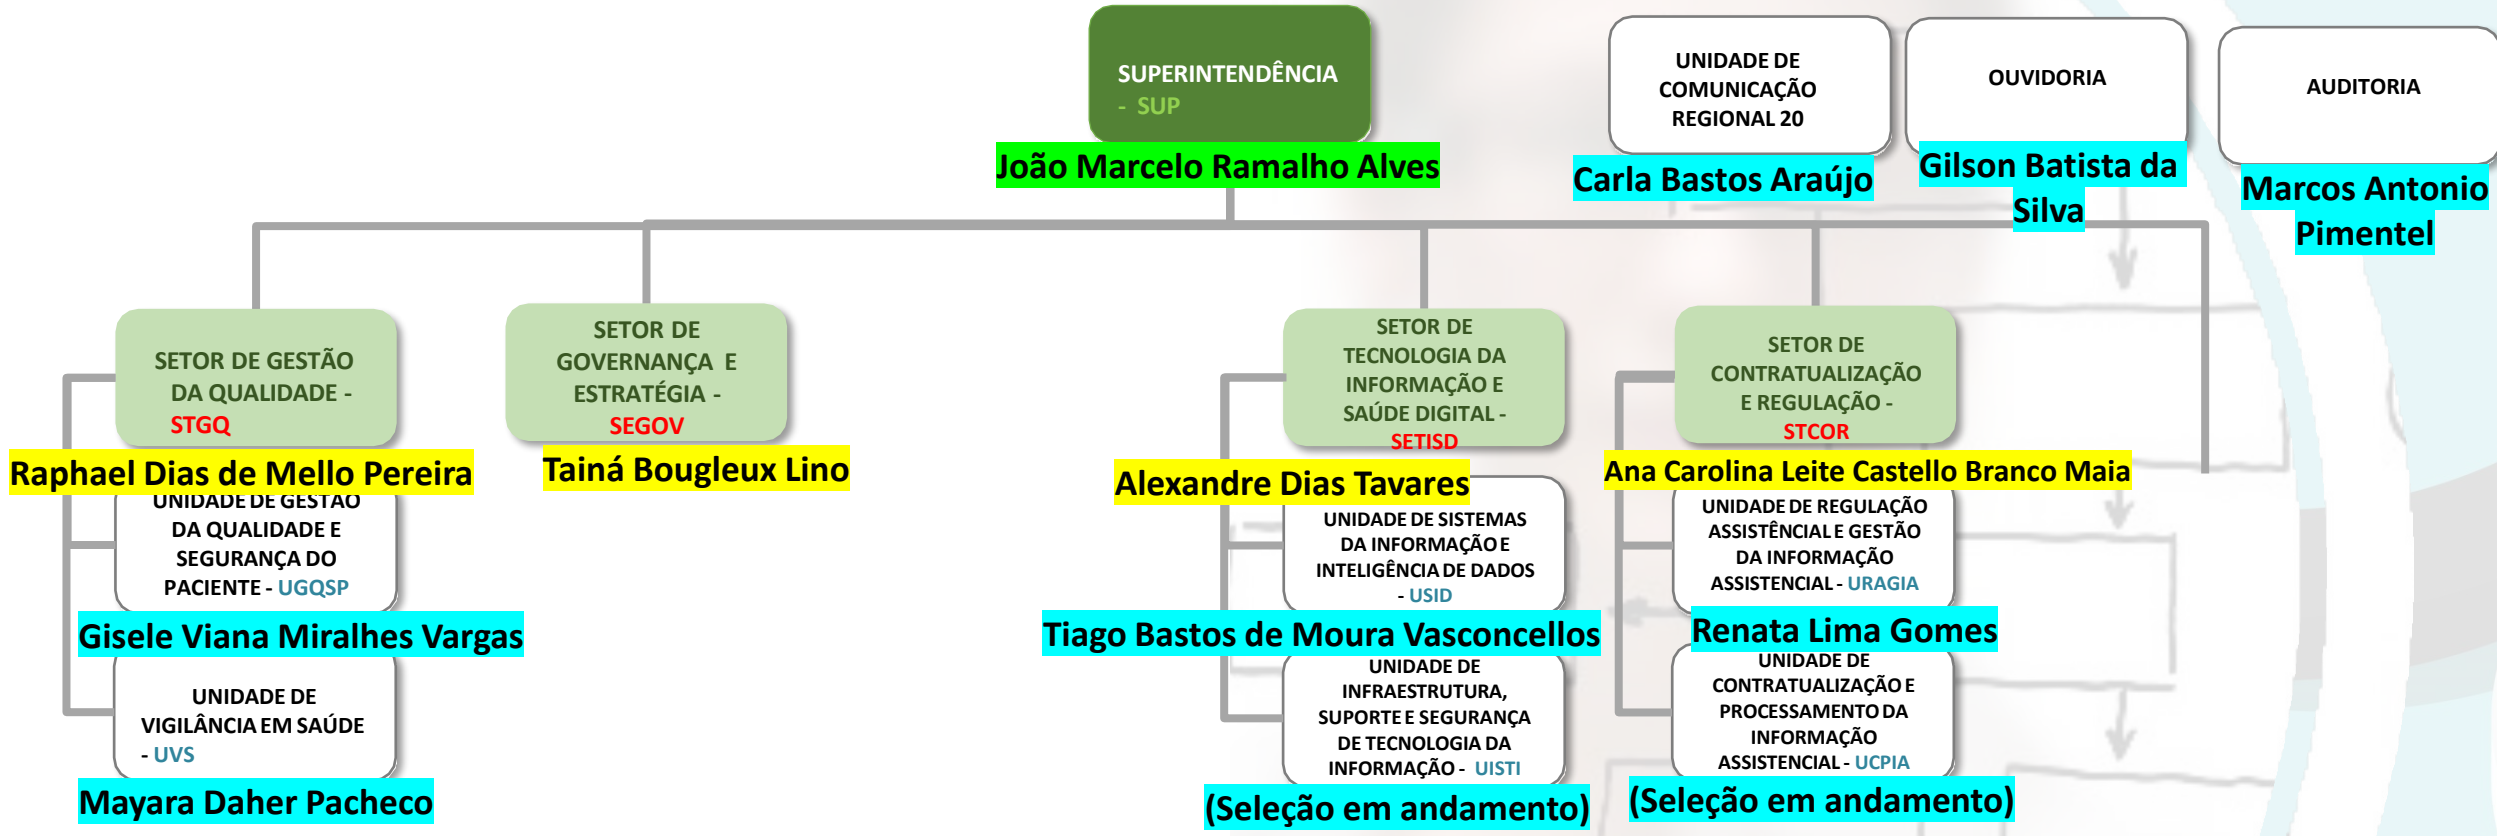 SUPERINTENDÊNCIA
- SUP
João Marcelo Ramalho Alves
UNIDADE DE
COMUNICAÇÃO
REGIONAL 20
Carla Bastos Araújo
OUVIDORIA
Gilson Batista da
Silva
AUDITORIA
Marcos Antonio
Pimentel
SETOR DE GESTÃO
DA QUALIDADE -
STGQ
Raphael Dias de Mello Pereira
UNIDADE DE GESTÃO
DA QUALIDADE E
SEGURANÇA DO
PACIENTE - UGQSP
Gisele Viana Miralhes Vargas
UNIDADE DE
VIGILÂNCIA EM SAÚDE
- UVS
Mayara Daher Pacheco
SETOR DE
GOVERNANÇA E
ESTRATÉGIA -
SEGOV
Tainá Bougleux Lino
SETOR DE
TECNOLOGIA DA
INFORMAÇÃO E
SAÚDE DIGITAL -
SETISD
Alexandre Dias Tavares
UNIDADE DE SISTEMAS
DA INFORMAÇÃO E
INTELIGÊNCIA DE DADOS
- USID
Tiago Bastos de Moura Vasconcellos
UNIDADE DE
INFRAESTRUTURA,
SUPORTE E SEGURANÇA
DE TECNOLOGIA DA
INFORMAÇÃO - UISTI
(Seleção em andamento)
SETOR DE
CONTRATUALIZAÇÃO
E REGULAÇÃO -
STCOR
Ana Carolina Leite Castello Branco Maia
UNIDADE DE REGULAÇÃO
ASSISTÊNCIAL E GESTÃO
DA INFORMAÇÃO
ASSISTENCIAL - URAGIA
Renata Lima Gomes
UNIDADE DE
CONTRATUALIZAÇÃO E
PROCESSAMENTO DA
INFORMAÇÃO
ASSISTENCIAL - UCPIA
(Seleção em andamento)